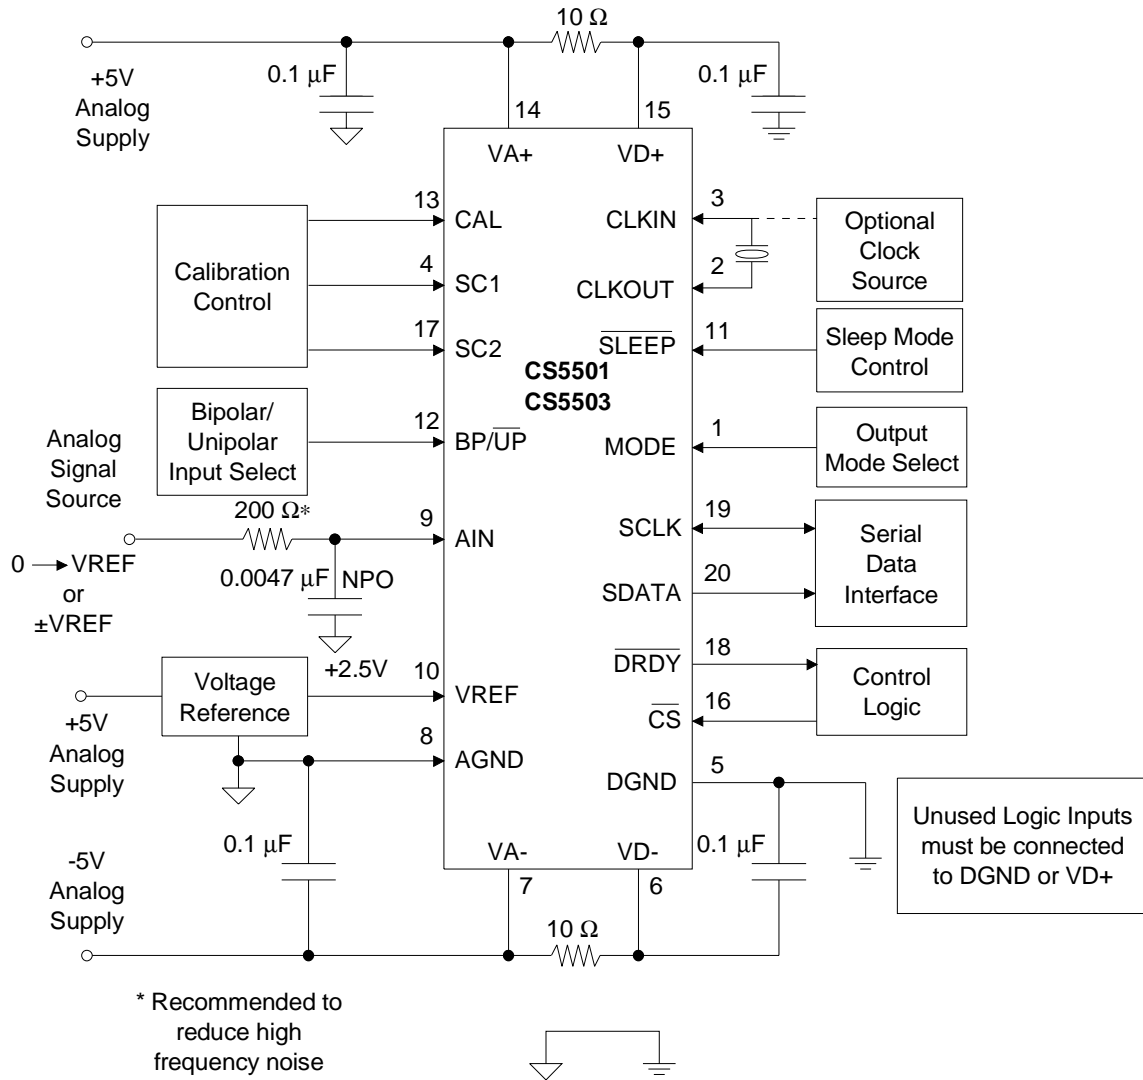 10 Ω
+5V
Analog
Supply
0.1 µF
0.1 µF
14
15
VA+
VD+
13
CAL
3
CLKIN
Optional
Clock
Source
Calibration
Control
4
SC1
2
CLKOUT
17
SC2
11
SLEEP
Sleep Mode
Control
CS5501
CS5503
Bipolar/
Unipolar
Input Select
12
BP/UP
1
MODE
Output
Mode Select
Analog
Signal
Source
200 Ω*
9
AIN
19
SCLK
Serial
Data
Interface
0 → VREF
or
±VREF
0.0047 µF
NPO
20
SDATA
+2.5V
18
DRDY
Control
Logic
Voltage
Reference
10
VREF
16
CS
+5V
Analog
Supply
8
AGND
5
DGND
Unused Logic Inputs
must be connected
to DGND or VD+
0.1 µF
0.1 µF
-5V
Analog
Supply
VA-
VD-
7
6
10 Ω
* Recommended to
reduce high
frequency noise